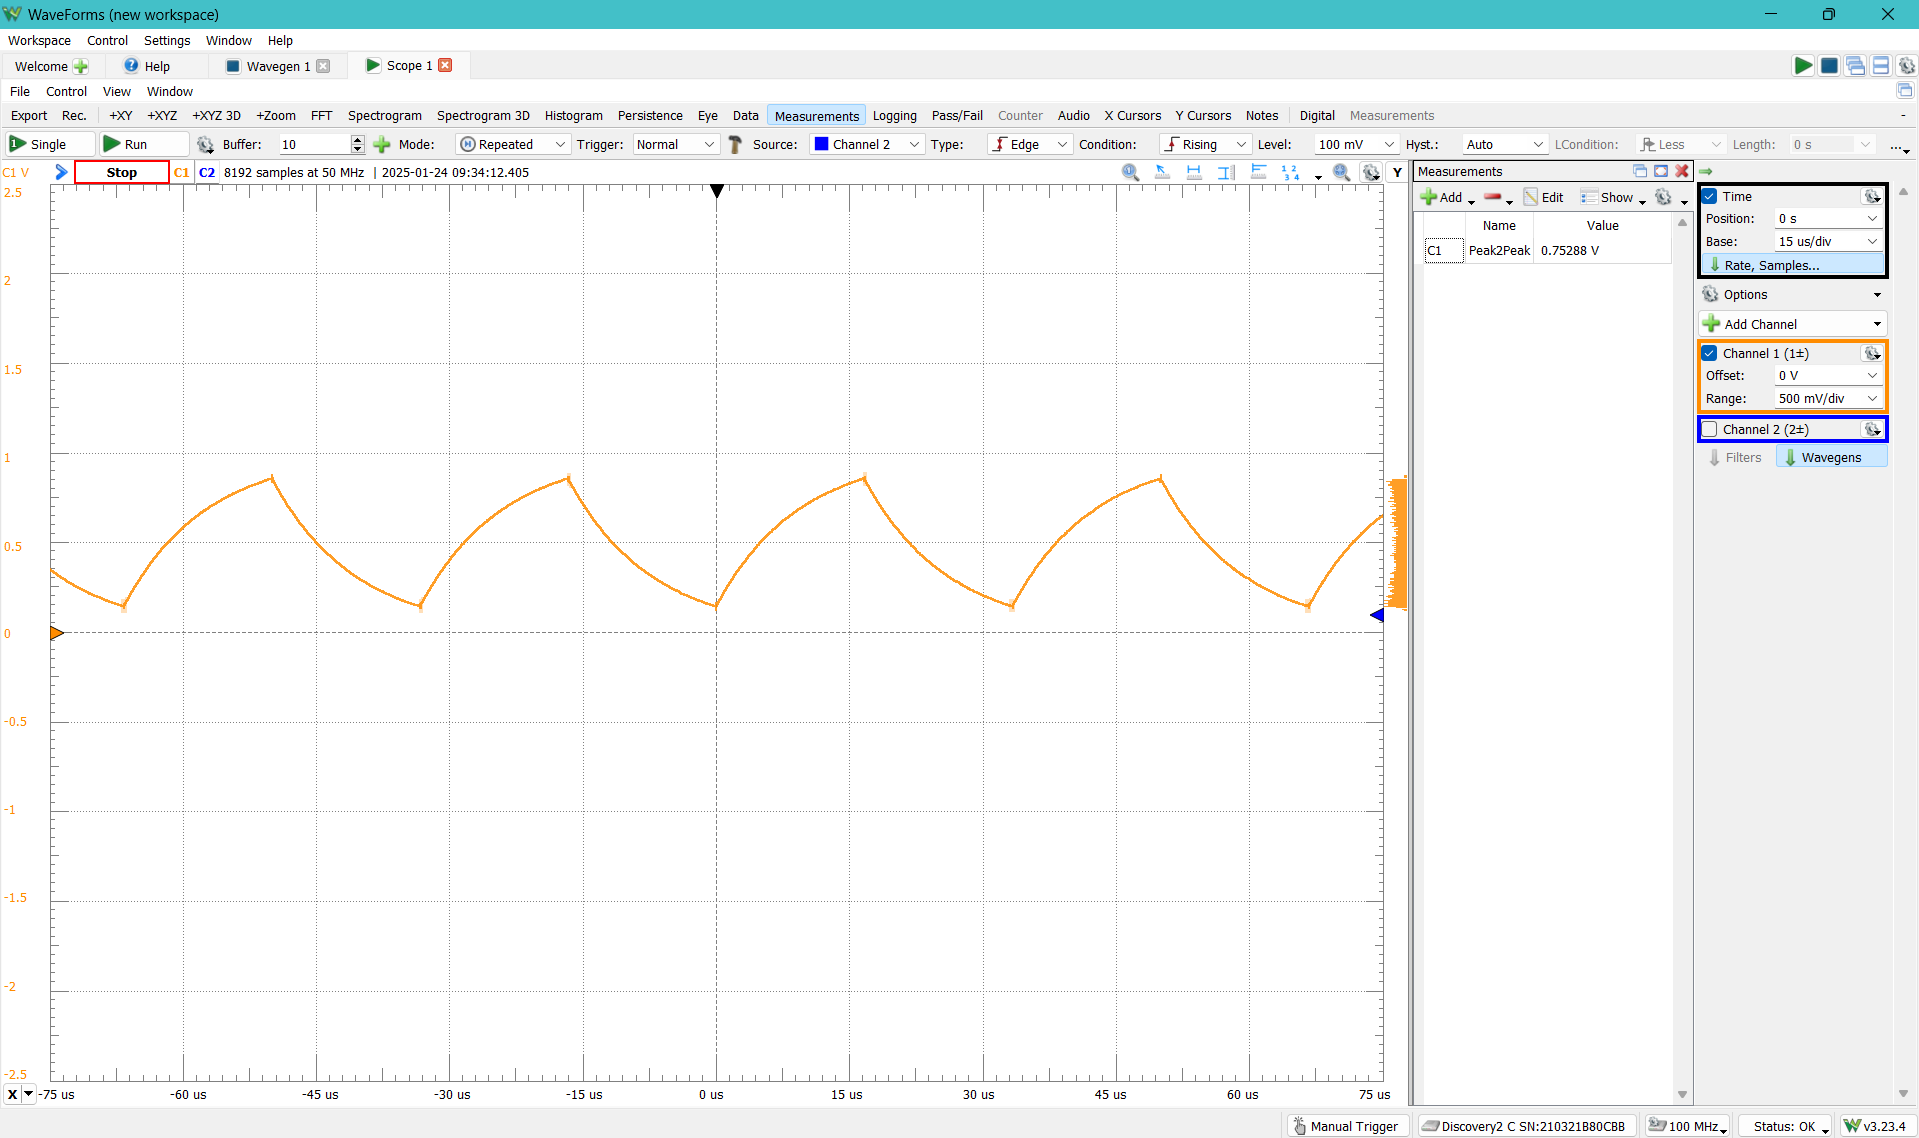 WaveForms (new workspace)
Workspace Control Settings Window Help
Welcome Help Wavegen 1 Scope 1
File Control View Window
Export Rec. +XY +XYZ +XYZ 3D +Zoom FFT Spectrogram Spectrogram 3D Histogram Persistence Eye Data Measurements Logging Pass/Fail Counter Audio X Cursors Y Cursors Notes Digital Measurements
Single Run Buffer: 10 Mode: Repeated Trigger: Normal Source: Channel 2 Type: Edge Condition: Rising Level: 100 mV Hyst.: Auto LCondition: Less Length: 0 s ...
C1 V Stop C1 C2 8192 samples at 50 MHz | 2025-01-24 09:34:12.405 Y
2.5
2
1.5
1
0.5
0
-0.5
-1
-1.5
-2
-2.5
X -75 us -60 us -45 us -30 us -15 us 0 us 15 us 30 us 45 us 60 us 75 us
Measurements
Add Edit Show
Name Value
C1 Peak2Peak 0.75288 V
Time
Position: 0 s
Base: 15 us/div
Rate, Samples...
Options
Add Channel
Channel 1 (1±)
Offset: 0 V
Range: 500 mV/div
Channel 2 (2±)
Filters Wavegens
Manual Trigger Discovery2 C SN:210321B80CBB 100 MHz Status: OK v3.23.4